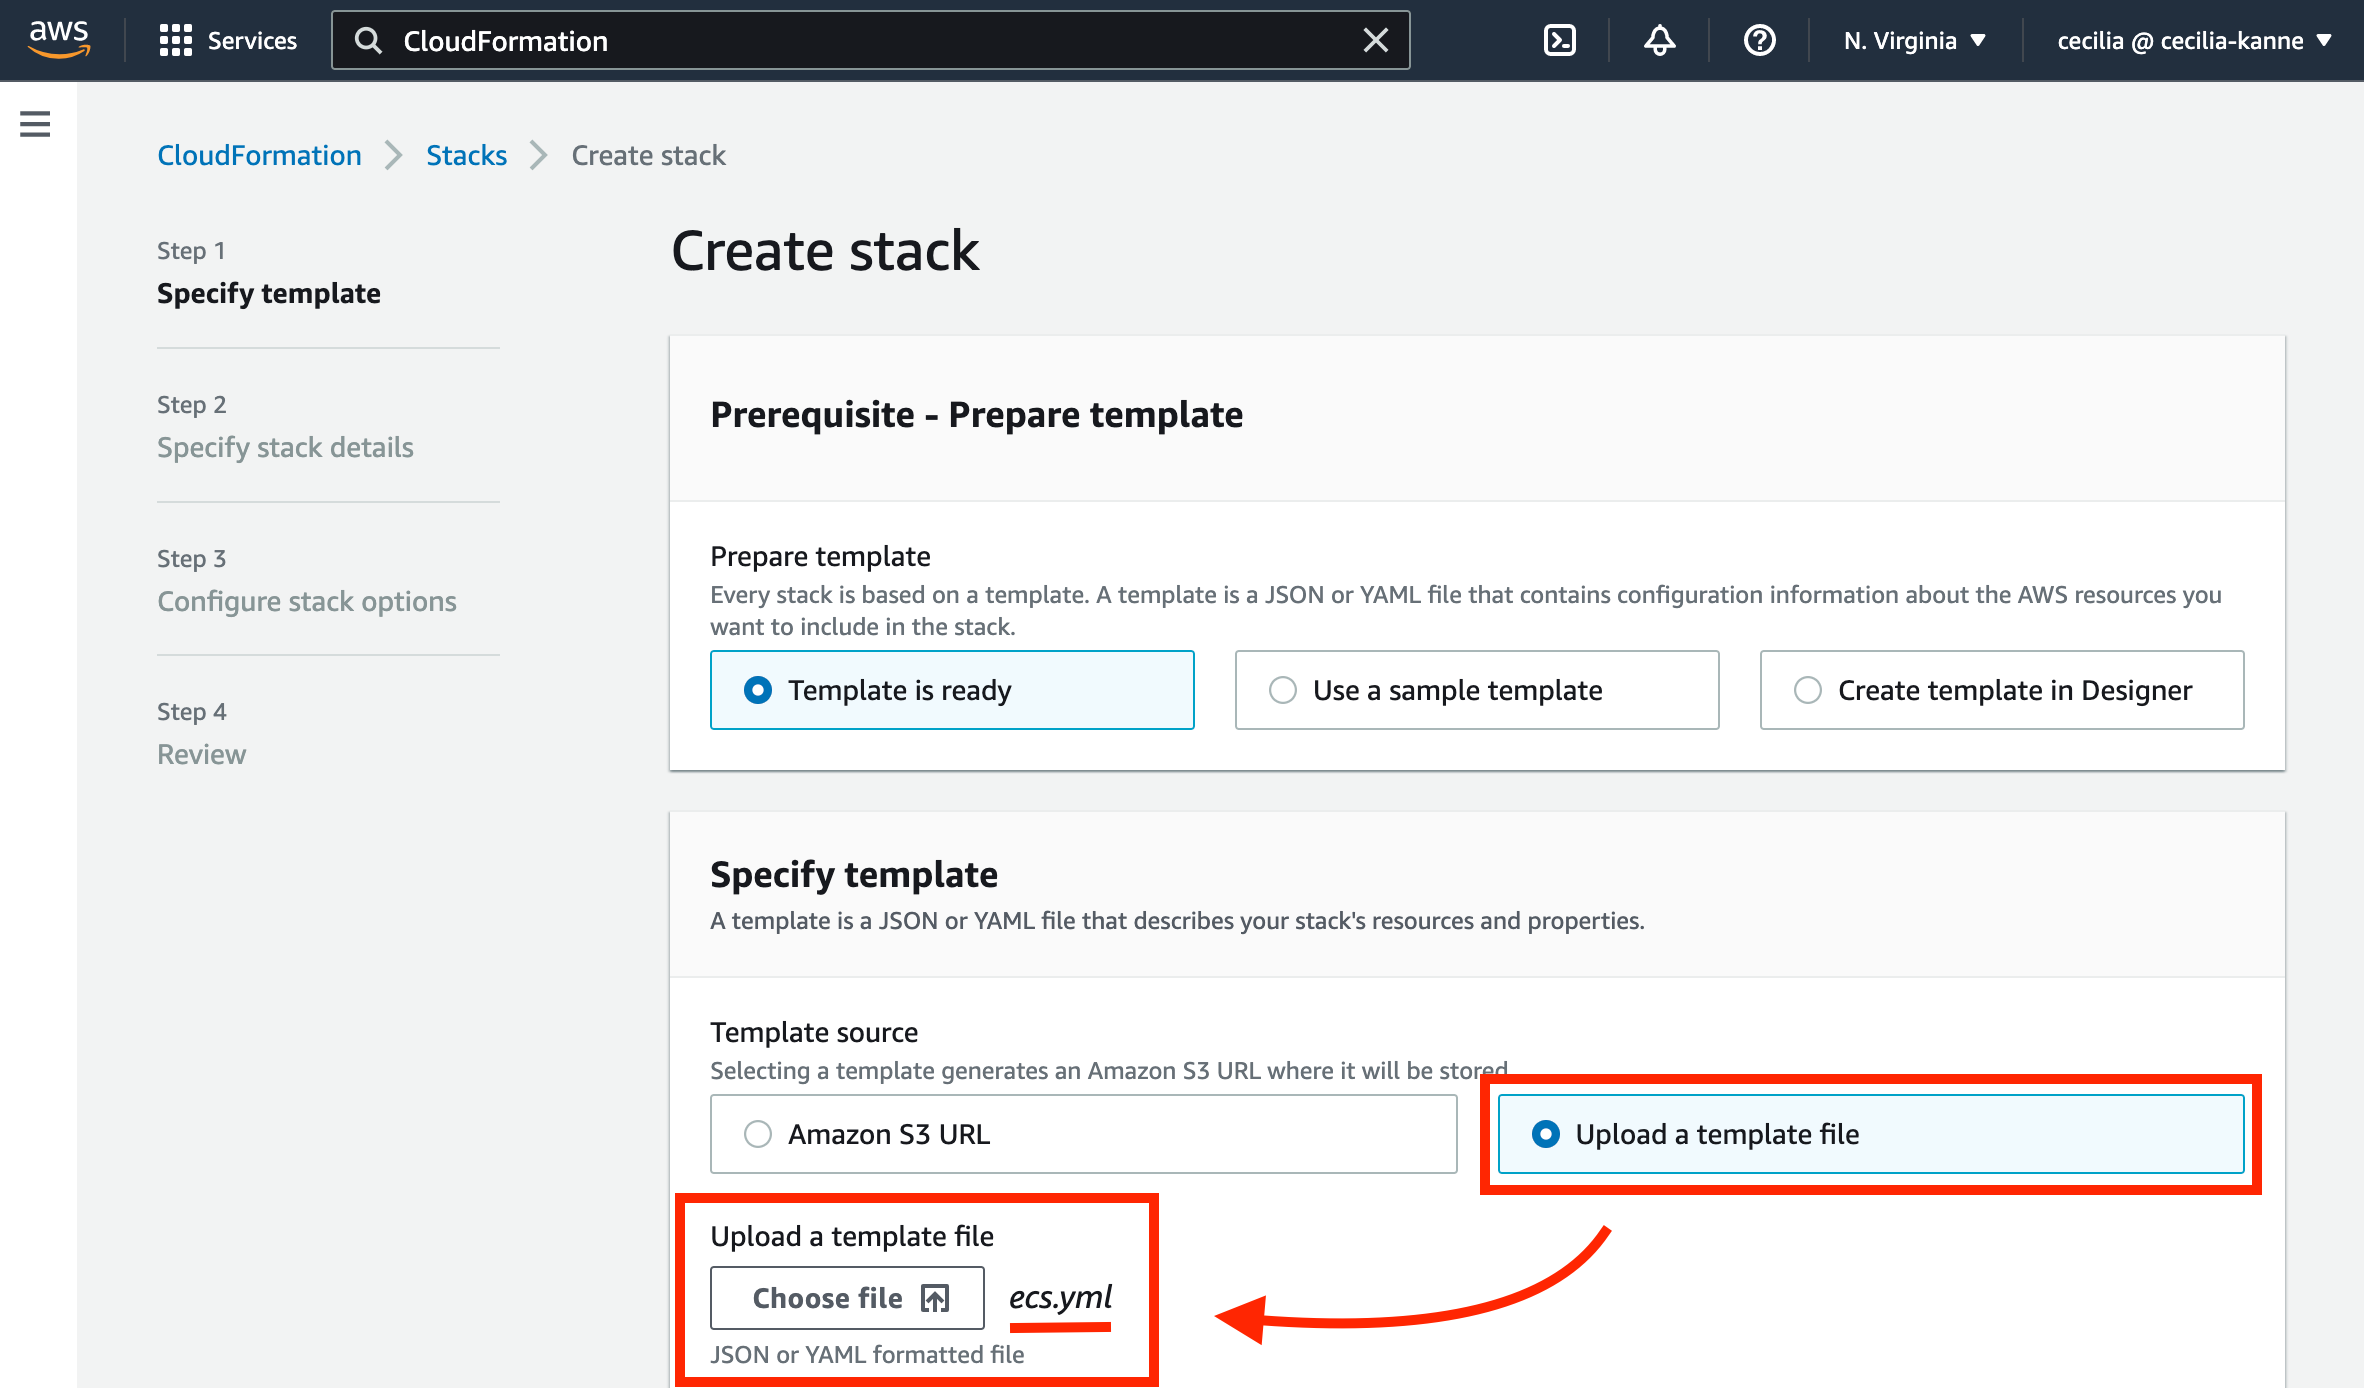 aws Services CloudFormation N. Virginia cecilia @ cecilia-kanne
CloudFormation Stacks Create stack
Step 1
Specify template
Step 2
Specify stack details
Step 3
Configure stack options
Step 4
Review
Create stack
Prerequisite - Prepare template
Prepare template
Every stack is based on a template. A template is a JSON or YAML file that contains configuration information about the AWS resources you
want to include in the stack.
Template is ready Use a sample template Create template in Designer
Specify template
A template is a JSON or YAML file that describes your stack's resources and properties.
Template source
Selecting a template generates an Amazon S3 URL where it will be stored
Amazon S3 URL Upload a template file
Upload a template file
Choose file ecs.yml
JSON or YAML formatted file